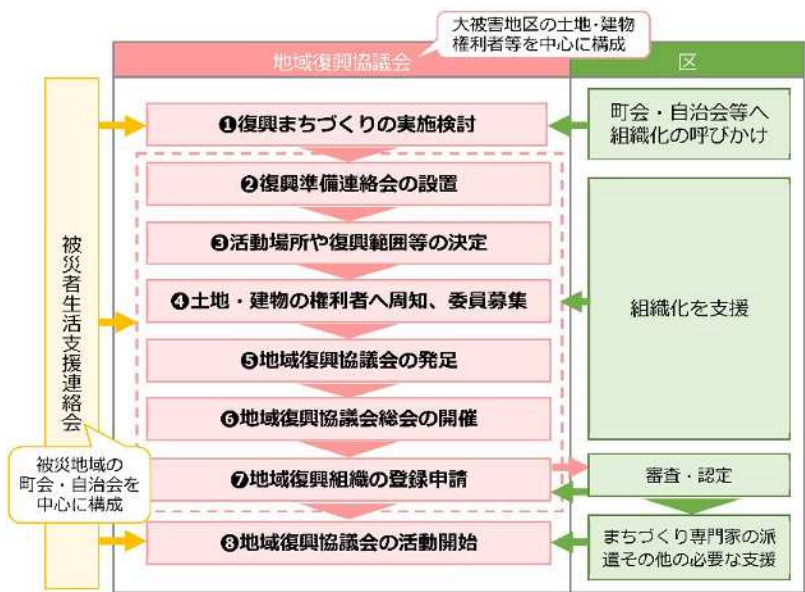 大被害地区の土地・建物
権利者等を中心に構成
地域復興協議会
区
❶復興まちづくりの実施検討
町会・自治会等へ
組織化の呼びかけ
❷復興準備連絡会の設置
❸活動場所や復興範囲等の決定
❹土地・建物の権利者へ周知、委員募集
組織化を支援
❺地域復興協議会の発足
❻地域復興協議会総会の開催
❼地域復興組織の登録申請
審査・認定
❽地域復興協議会の活動開始
まちづくり専門家の派
遣その他の必要な支援
被災者生活支援連絡会
被災地域の
町会・自治会を
中心に構成